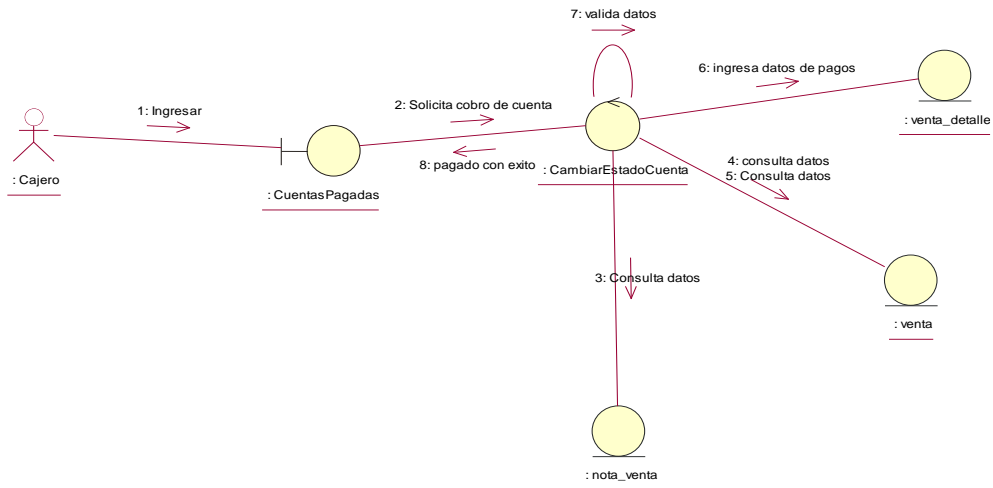 7: valida datos
6: ingresa datos de pagos
1: Ingresar
2: Solicita cobro de cuenta
: venta_detalle
8: pagado con exito
4: consulta datos
: Cajero
: CambiarEstadoCuenta
5: Consulta datos
: CuentasPagadas
3: Consulta datos
: venta
: nota_venta